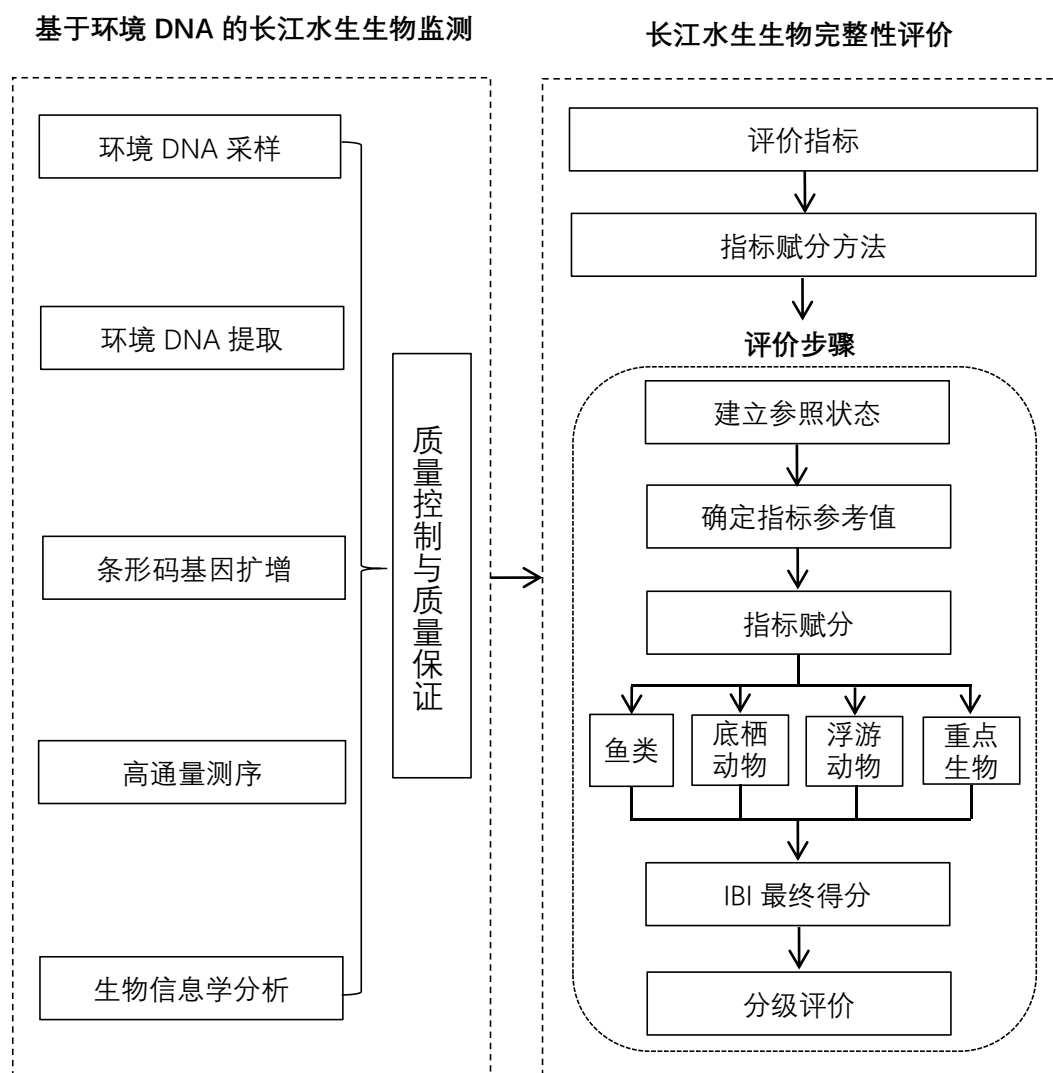 基于环境 DNA 的长江水生生物监测
环境 DNA 采样
环境 DNA 提取
条形码基因扩增
高通量测序
生物信息学分析
质量控制与质量保证
长江水生生物完整性评价
评价指标
指标赋分方法
评价步骤
建立参照状态
确定指标参考值
指标赋分
鱼类
底栖
动物
浮游
动物
重点
生物
IBI 最终得分
分级评价